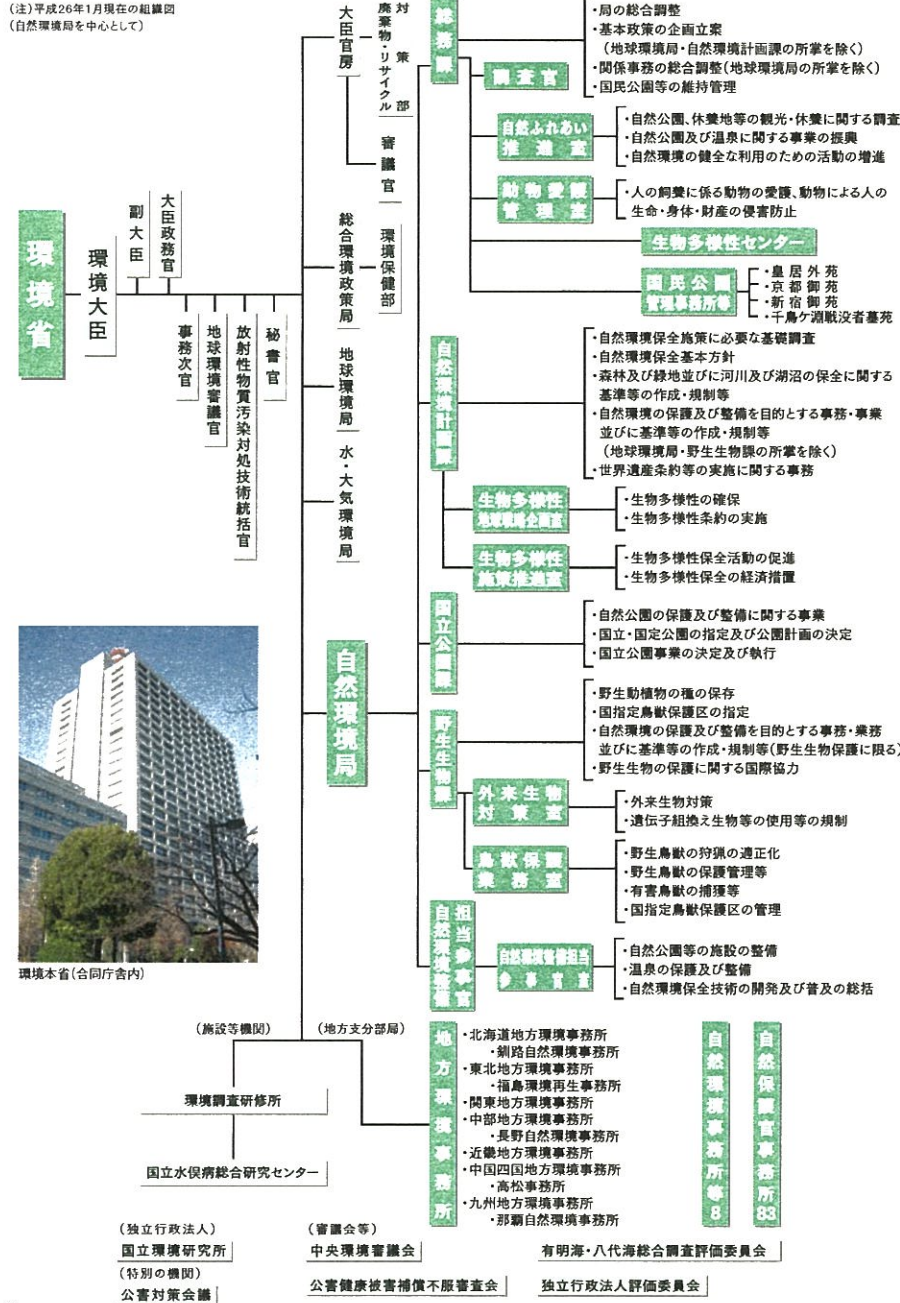 (注)平成26年1月現在の組織図
(自然環境局を中心として)
環境省
環境大臣
副大臣
大臣政務官
事務次官
地球環境審議官
放射性物質汚染対処技術統括官
秘書官
大臣官房
廃棄物・リサイクル
対策部
審議官
総合環境政策局
環境保健部
地球環境局
水・大気環境局
自然環境局
総務課
・局の総合調整
・基本政策の企画立案
(地球環境局・自然環境計画課の所掌を除く)
・関係事務の総合調整(地球環境局の所掌を除く)
・国民公園等の維持管理
調査官
自然ふれあい
推進室
・自然公園、休養地等の観光・休養に関する調査
・自然公園及び温泉に関する事業の振興
・自然環境の健全な利用のための活動の増進
動物愛護
管理室
・人の飼養に係る動物の愛護、動物による人の
生命・身体・財産の侵害防止
生物多様性センター
国民公園
管理事務所等
・皇居外苑
・京都御苑
・新宿御苑
・千鳥ケ淵戦没者墓苑
自然環境計画課
・自然環境保全施策に必要な基礎調査
・自然環境保全基本方針
・森林及び緑地並びに河川及び湖沼の保全に関する
基準等の作成・規制等
・自然環境の保護及び整備を目的とする事務・事業
並びに基準等の作成・規制等
(地球環境局・野生生物課の所掌を除く)
・世界遺産条約等の実施に関する事務
生物多様性
地球戦略企画室
・生物多様性の確保
・生物多様性条約の実施
生物多様性
施策推進室
・生物多様性保全活動の促進
・生物多様性保全の経済措置
国立公園課
・自然公園の保護及び整備に関する事業
・国立・国定公園の指定及び公園計画の決定
・国立公園事業の決定及び執行
野生生物課
・野生動植物の種の保存
・国指定鳥獣保護区の指定
・自然環境の保護及び整備を目的とする事務・業務
並びに基準等の作成・規制等(野生生物保護に限る)
・野生生物の保護に関する国際協力
外来生物
対策室
・外来生物対策
・遺伝子組換え生物等の使用等の規制
鳥獣保護
業務室
・野生鳥獣の狩猟の適正化
・野生鳥獣の保護管理等
・有害鳥獣の捕獲等
・国指定鳥獣保護区の管理
自然環境整備
担当参事官
自然環境整備担当
参事官室
・自然公園等の施設の整備
・温泉の保護及び整備
・自然環境保全技術の開発及び普及の総括
環境本省(合同庁舎内)
(施設等機関)
(地方支分部局)
環境調査研修所
国立水俣病総合研究センター
地方環境事務所
・北海道地方環境事務所
・釧路自然環境事務所
・東北地方環境事務所
・福島環境再生事務所
・関東地方環境事務所
・中部地方環境事務所
・長野自然環境事務所
・近畿地方環境事務所
・中国四国地方環境事務所
・高松事務所
・九州地方環境事務所
・那覇自然環境事務所
自然環境事務所等8
自然保護官事務所83
(独立行政法人)
国立環境研究所
(特別の機関)
公害対策会議
(審議会等)
中央環境審議会
公害健康被害補償不服審査会
有明海・八代海総合調査評価委員会
独立行政法人評価委員会